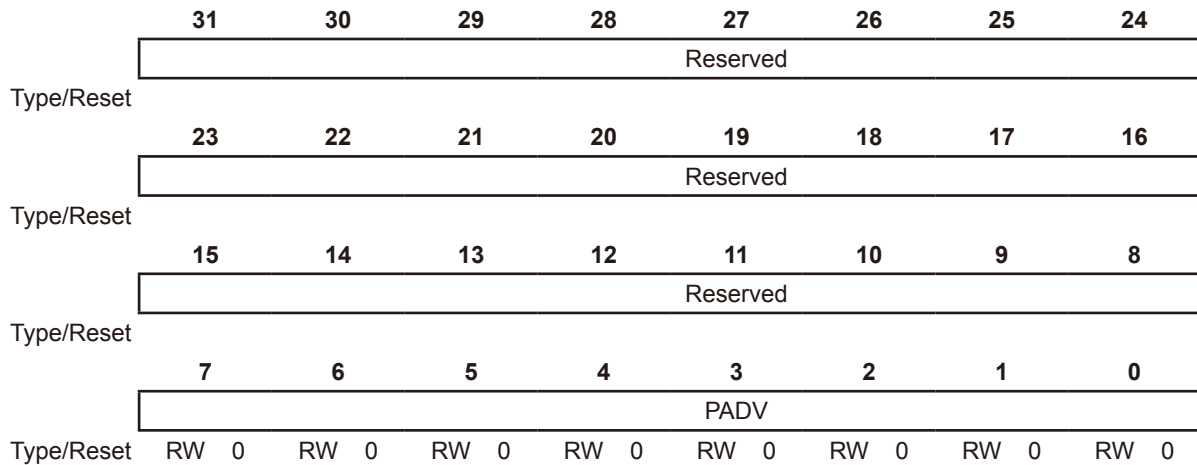 31 30 29 28 27 26 25 24
Reserved
Type/Reset
23 22 21 20 19 18 17 16
Reserved
Type/Reset
15 14 13 12 11 10 9 8
Reserved
Type/Reset
7 6 5 4 3 2 1 0
PADV
Type/Reset RW 0 RW 0 RW 0 RW 0 RW 0 RW 0 RW 0 RW 0